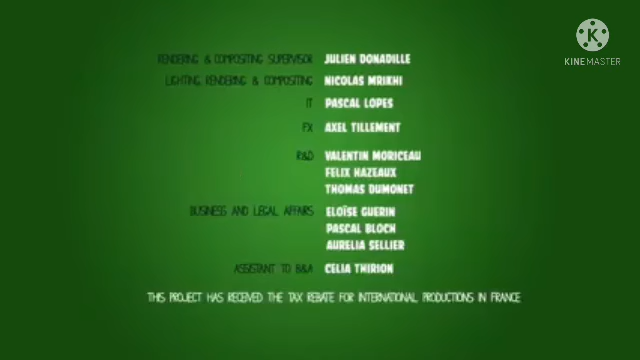 RENDERING & COMPOSITING SUPERVISOR JULIEN DONADILLE
LIGHTING, RENDERING & COMPOSITING NICOLAS MRIKHI
IT PASCAL LOPES
FX AXEL TILLEMENT
R&D VALENTIN MORICEAU
FELIX HAZEAUX
THOMAS DUMONET
BUSINESS AND LEGAL AFFAIRS ELOÏSE GUERIN
PASCAL BLOCH
AURELIA SELLIER
ASSISTANT TO B&A CELIA THIRION
THIS PROJECT HAS RECEIVED THE TAX REBATE FOR INTERNATIONAL PRODUCTIONS IN FRANCE
K
KINEMASTER